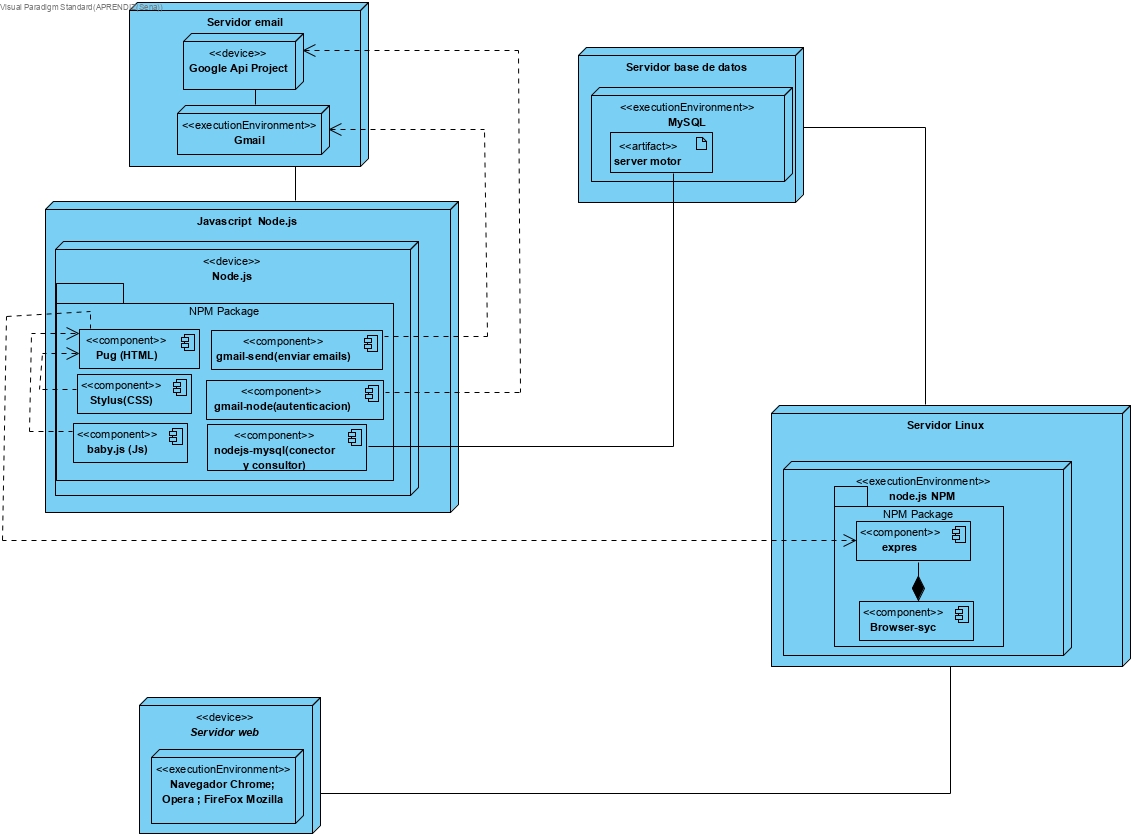 Visual Paradigm Standard(APRENDIZ(Sena))
Servidor email
<<device>>
Google Api Project
<<executionEnvironment>>
Gmail
Servidor base de datos
<<executionEnvironment>>
MySQL
<<artifact>>
server motor
Javascript Node.js
<<device>>
Node.js
NPM Package
<<component>>
Pug (HTML)
<<component>>
gmail-send(enviar emails)
<<component>>
Stylus(CSS)
<<component>>
gmail-node(autenticacion)
<<component>>
baby.js (Js)
<<component>>
nodejs-mysql(conector
y consultor)
Servidor Linux
<<executionEnvironment>>
node.js NPM
NPM Package
<<component>>
expres
<<component>>
Browser-syc
<<device>>
Servidor web
<<executionEnvironment>>
Navegador Chrome;
Opera ; FireFox Mozilla